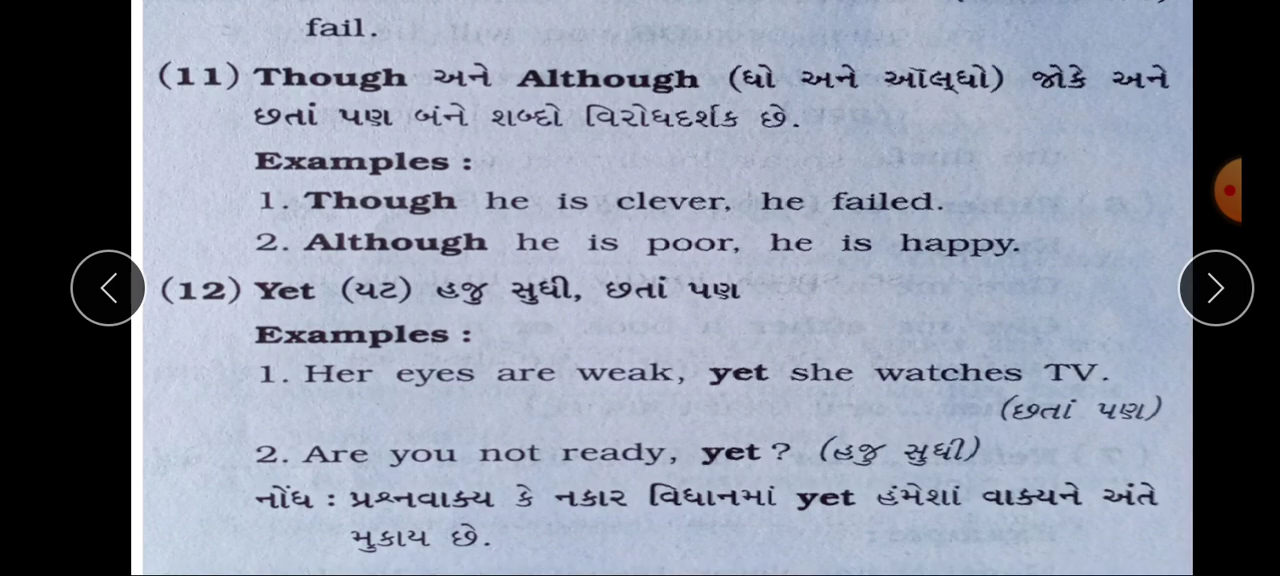 fail.
(11) Though અને Although (ધો અને ઑલ્ધો) જોકે અને
છતાં પણ બંને શબ્દો વિરોધદર્શક છે.
Examples :
1. Though he is clever, he failed.
2. Although he is poor, he is happy.
(12) Yet (યટ) હજુ સુધી, છતાં પણ
Examples :
1. Her eyes are weak, yet she watches TV.
(છતાં પણ)
2. Are you not ready, yet ? (હજુ સુધી)
નોંધ : પ્રશ્નવાક્ય કે નકાર વિધાનમાં yet હંમેશાં વાક્યને અંતે
મુકાય છે.